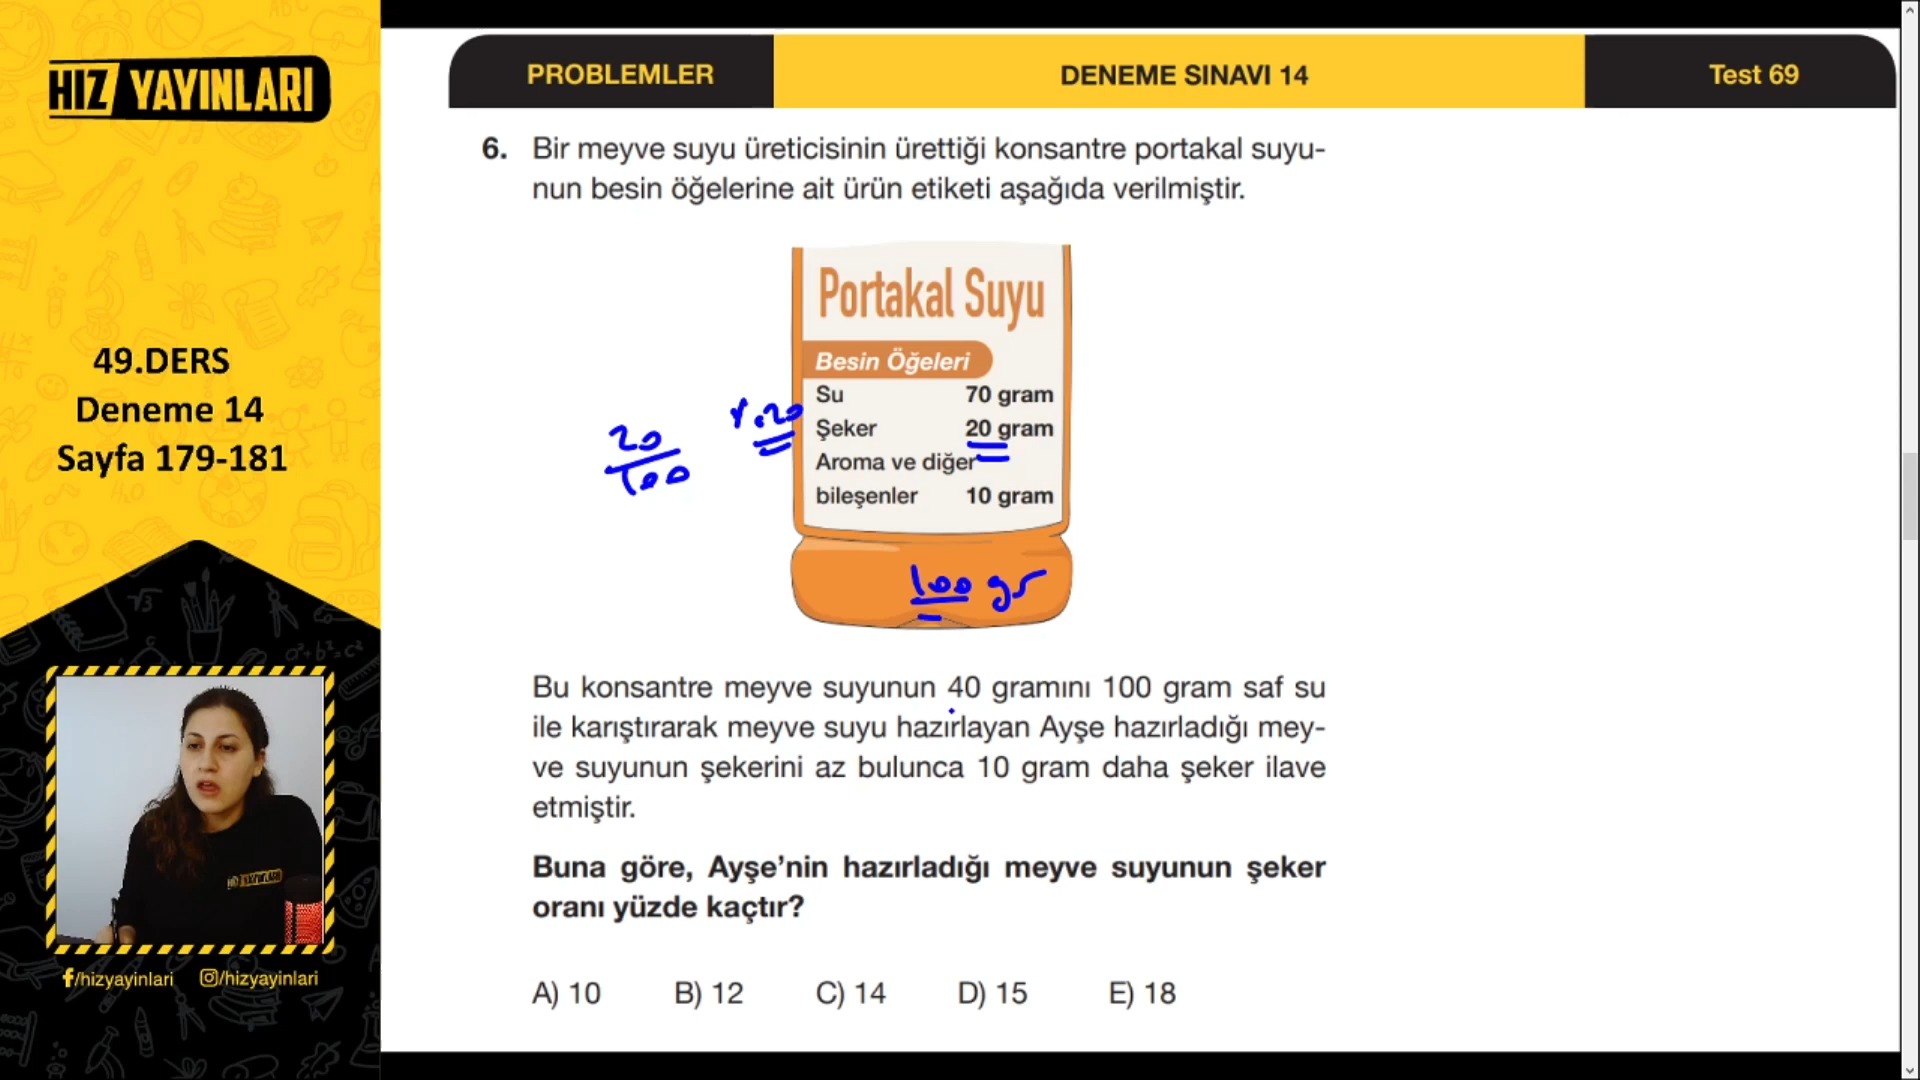 HIZ YAYINLARI
49.DERS
Deneme 14
Sayfa 179-181
f/hizyayinlari /hizyayinlari
PROBLEMLER DENEME SINAVI 14 Test 69
6. Bir meyve suyu üreticisinin ürettiği konsantre portakal suyu-
nun besin öğelerine ait ürün etiketi aşağıda verilmiştir.
Portakal Suyu
Besin Öğeleri
Su 70 gram
Şeker 20 gram
Aroma ve diğer
bileşenler 10 gram
20
100
%20
100 gr
Bu konsantre meyve suyunun 40 gramını 100 gram saf su
ile karıştırarak meyve suyu hazırlayan Ayşe hazırladığı mey-
ve suyunun şekerini az bulunca 10 gram daha şeker ilave
etmiştir.
Buna göre, Ayşe'nin hazırladığı meyve suyunun şeker
oranı yüzde kaçtır?
A) 10 B) 12 C) 14 D) 15 E) 18